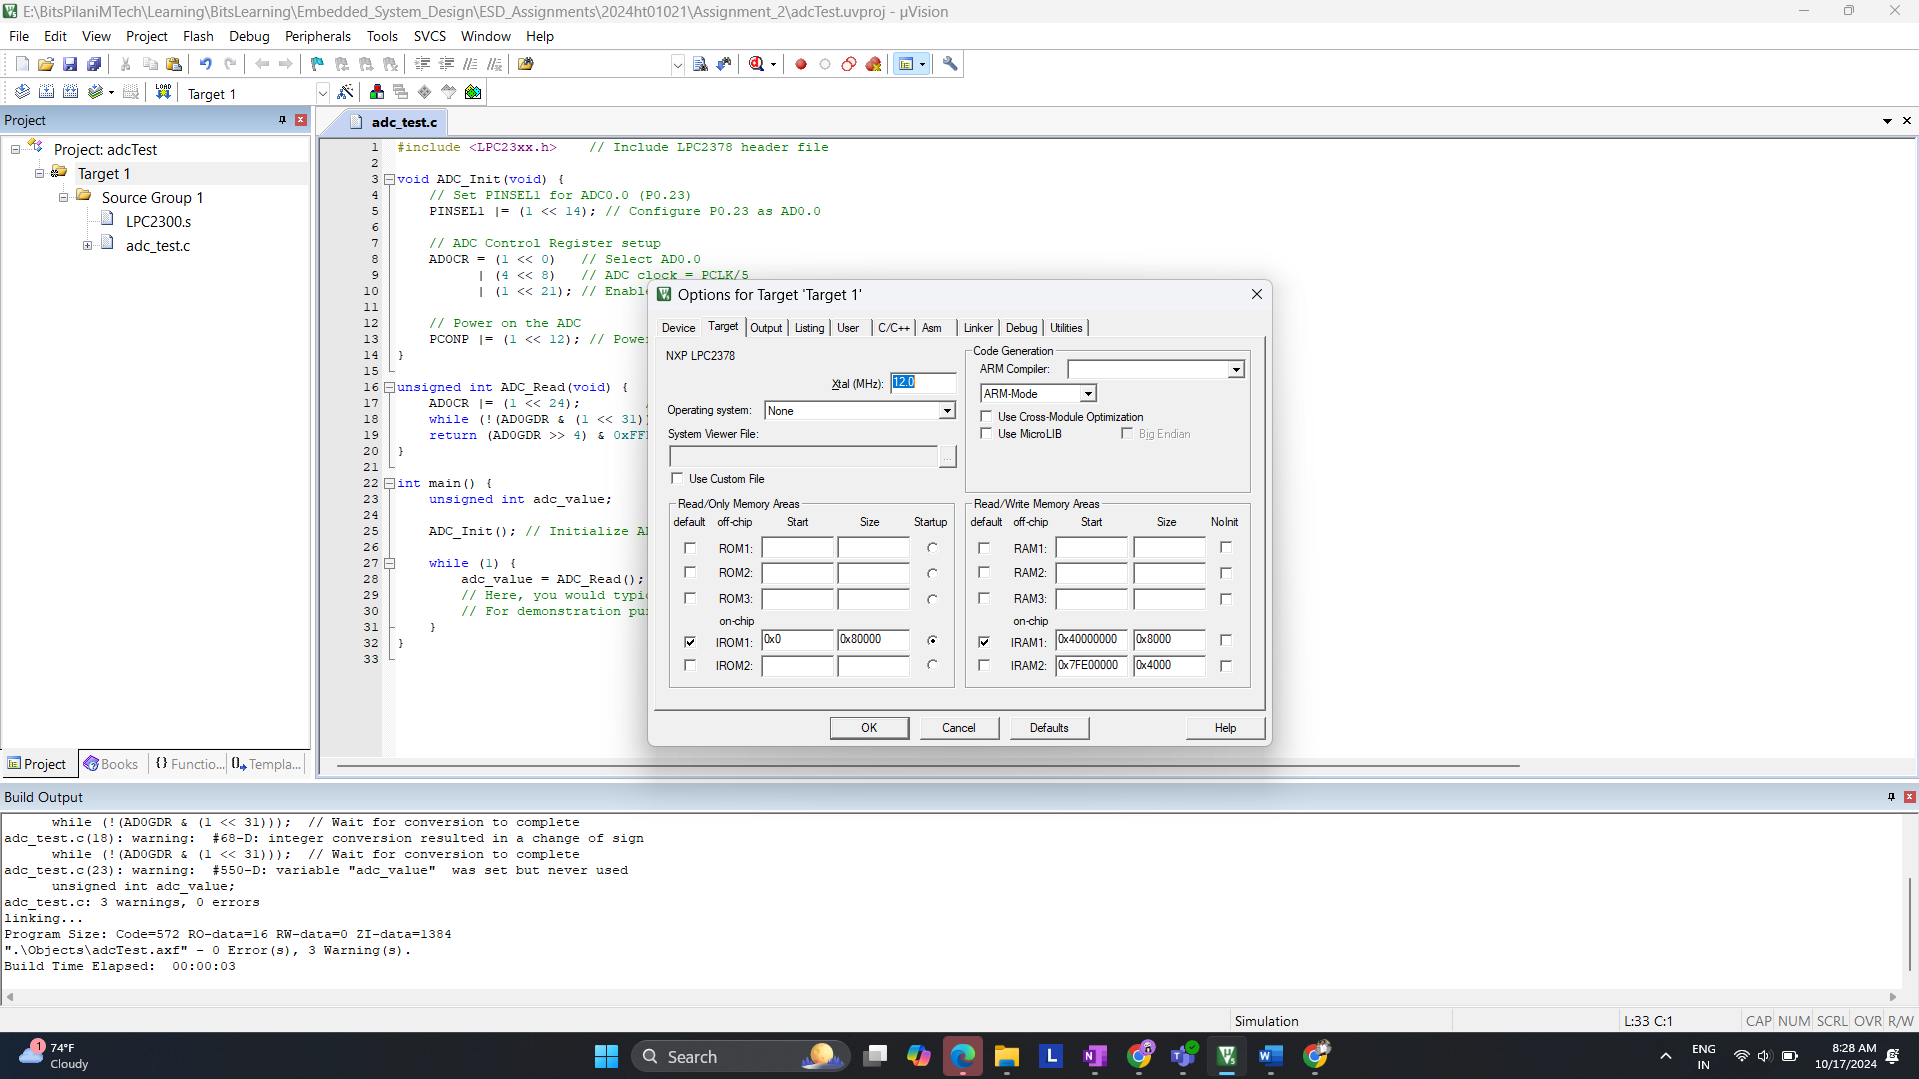 E:\BitsPilaniMTech\Learning\BitsLearning\Embedded_System_Design\ESD_Assignments\2024ht01021\Assignment_2\adcTest.uvproj - µVision
File Edit View Project Flash Debug Peripherals Tools SVCS Window Help
LOAD Target 1
Project
adc_test.c
Project: adcTest
Target 1
Source Group 1
LPC2300.s
adc_test.c
Project Books Functio... Templa...
1 #include <LPC23xx.h> // Include LPC2378 header file
2
3 void ADC_Init(void) {
4 // Set PINSEL1 for ADC0.0 (P0.23)
5 PINSEL1 |= (1 << 14); // Configure P0.23 as AD0.0
6
7 // ADC Control Register setup
8 AD0CR = (1 << 0) // Select AD0.0
9 | (4 << 8) // ADC clock = PCLK/5
10 | (1 << 21); // Enable
11
12 // Power on the ADC
13 PCONP |= (1 << 12); // Power
14 }
15
16 unsigned int ADC_Read(void) {
17 AD0CR |= (1 << 24);
18 while (!(AD0GDR & (1 << 31))
19 return (AD0GDR >> 4) & 0xFF
20 }
21
22 int main() {
23 unsigned int adc_value;
24
25 ADC_Init(); // Initialize A
26
27 while (1) {
28 adc_value = ADC_Read();
29 // Here, you would typi
30 // For demonstration pu
31 }
32 }
33
Options for Target 'Target 1'
Device Target Output Listing User C/C++ Asm Linker Debug Utilities
NXP LPC2378
Xtal (MHz): 12.0
Operating system: None
System Viewer File:
...
Use Custom File
Code Generation
ARM Compiler:
ARM-Mode
Use Cross-Module Optimization
Use MicroLIB Big Endian
Read/Only Memory Areas
default off-chip Start Size Startup
ROM1:
ROM2:
ROM3:
on-chip
IROM1: 0x0 0x80000
IROM2:
Read/Write Memory Areas
default off-chip Start Size NoInit
RAM1:
RAM2:
RAM3:
on-chip
IRAM1: 0x40000000 0x8000
IRAM2: 0x7FE00000 0x4000
OK Cancel Defaults Help
Build Output
while (!(AD0GDR & (1 << 31))); // Wait for conversion to complete
adc_test.c(18): warning: #68-D: integer conversion resulted in a change of sign
while (!(AD0GDR & (1 << 31))); // Wait for conversion to complete
adc_test.c(23): warning: #550-D: variable "adc_value" was set but never used
unsigned int adc_value;
adc_test.c: 3 warnings, 0 errors
linking...
Program Size: Code=572 RO-data=16 RW-data=0 ZI-data=1384
".\Objects\adcTest.axf" - 0 Error(s), 3 Warning(s).
Build Time Elapsed: 00:00:03
Simulation L:33 C:1 CAP NUM SCRL OVR R/W
1 74°F
Cloudy
Search
ENG
IN
8:28 AM
10/17/2024